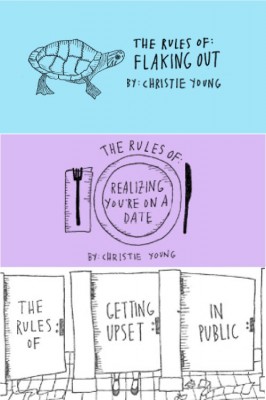 THE RULES OF:
FLAKING OUT
BY: CHRISTIE YOUNG
THE RULES OF:
REALIZING
YOU'RE ON A
DATE
BY: CHRISTIE YOUNG
THE
RULES
OF
GETTING
UPSET
IN
PUBLIC